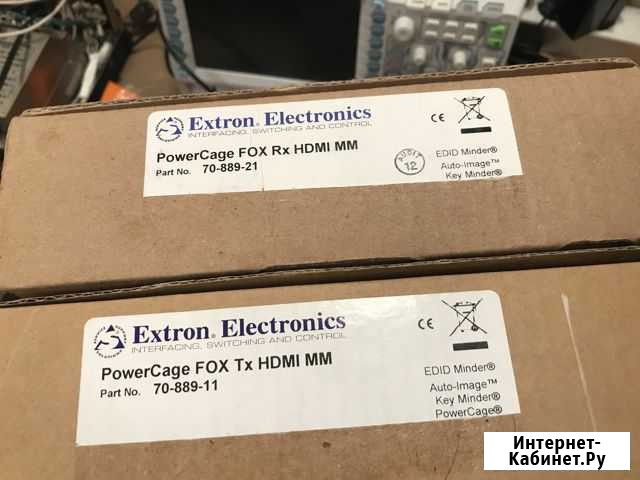 Extron® Electronics
INTERFACING, SWITCHING AND CONTROL
PowerCage FOX Rx HDMI MM
Part No. 70-889-21
CE
AUDIT
12
EDID Minder®
Auto-Image™
Key Minder®
Extron® Electronics
INTERFACING, SWITCHING AND CONTROL
PowerCage FOX Tx HDMI MM
Part No. 70-889-11
CE
EDID Minder®
Auto-Image™
Key Minder®
PowerCage®
Интернет-
Кабинет.Ру